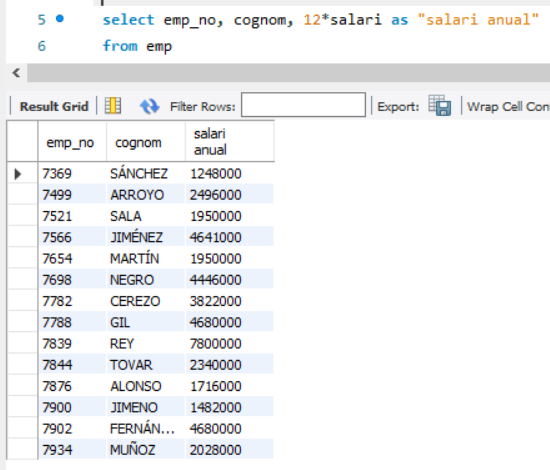 5 select emp_no, cognom, 12*salari as "salari anual"
6 from emp
Result Grid Filter Rows: Export: Wrap Cell Con
emp_no cognom salari anual
7369 SÁNCHEZ 1248000
7499 ARROYO 2496000
7521 SALA 1950000
7566 JIMÉNEZ 4641000
7654 MARTÍN 1950000
7698 NEGRO 4446000
7782 CEREZO 3822000
7788 GIL 4680000
7839 REY 7800000
7844 TOVAR 2340000
7876 ALONSO 1716000
7900 JIMENO 1482000
7902 FERNÁN... 4680000
7934 MUÑOZ 2028000